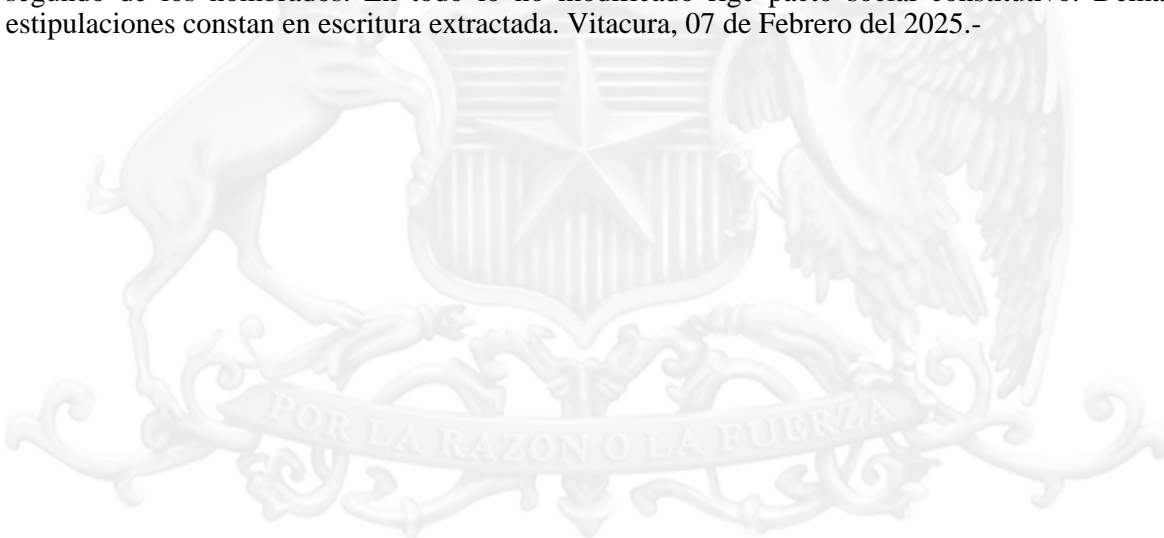 segundo de los nombrados. En todo lo no modificado rige pacto social constitutivo.
estipulaciones constan en escritura extractada. Vitacura, 07 de Febrero del 2025.-
POR LA RAZON O LA FUERZA